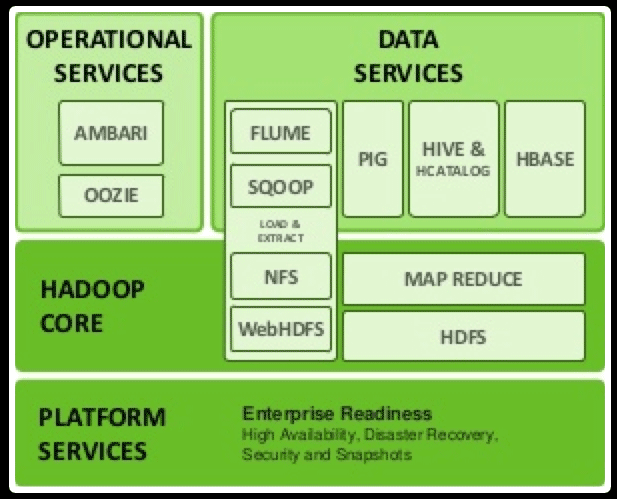 OPERATIONAL
SERVICES
AMBARI
OOZIE
DATA
SERVICES
FLUME
SQOOP
LOAD &
EXTRACT
NFS
WebHDFS
PIG
HIVE &
HCATALOG
HBASE
HADOOP
CORE
MAP REDUCE
HDFS
PLATFORM
SERVICES
Enterprise Readiness
High Availability, Disaster Recovery,
Security and Snapshots